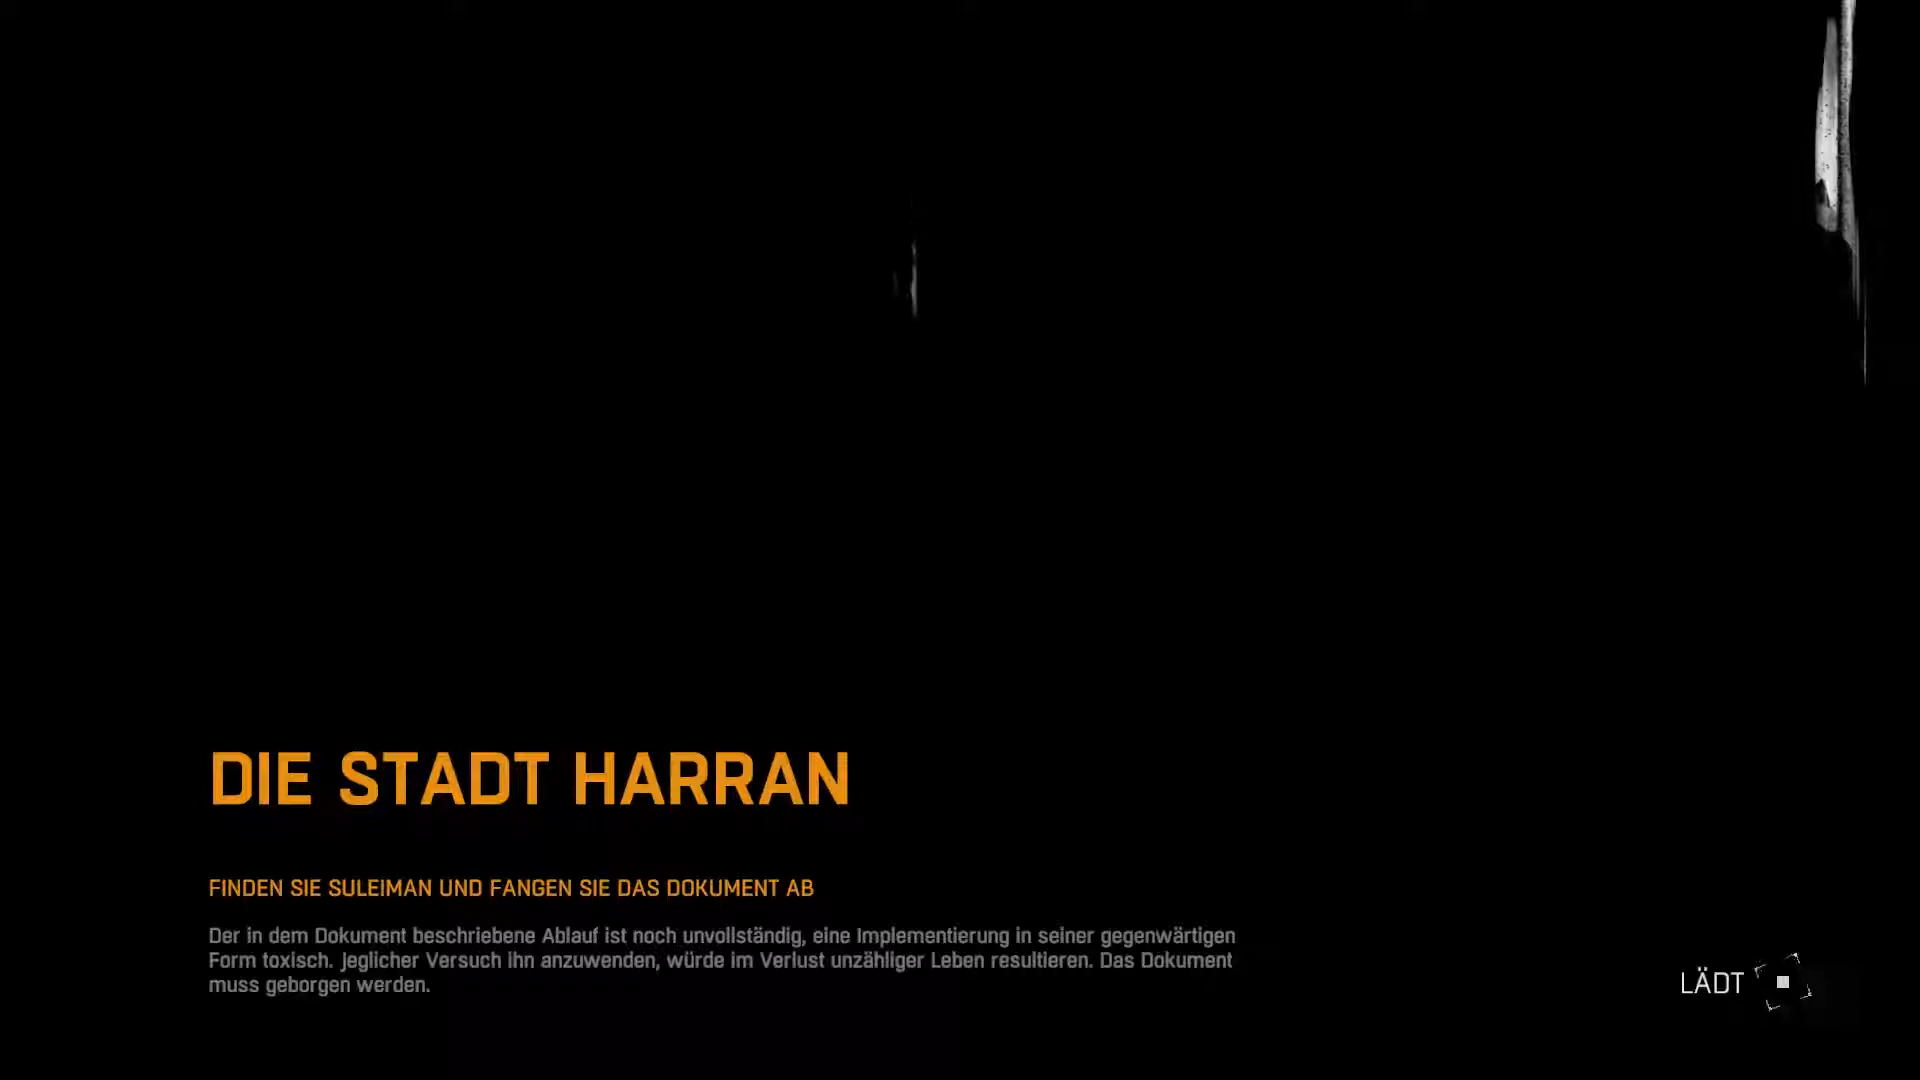 DIE STADT HARRAN
FINDEN SIE SULEIMAN UND FANGEN SIE DAS DOKUMENT AB
Der in dem Dokument beschriebene Ablauf ist noch unvollständig, eine Implementierung in seiner gegenwärtigen
Form toxisch. jeglicher Versuch ihn anzuwenden, würde im Verlust unzähliger Leben resultieren. Das Dokument
muss geborgen werden.
LÄDT